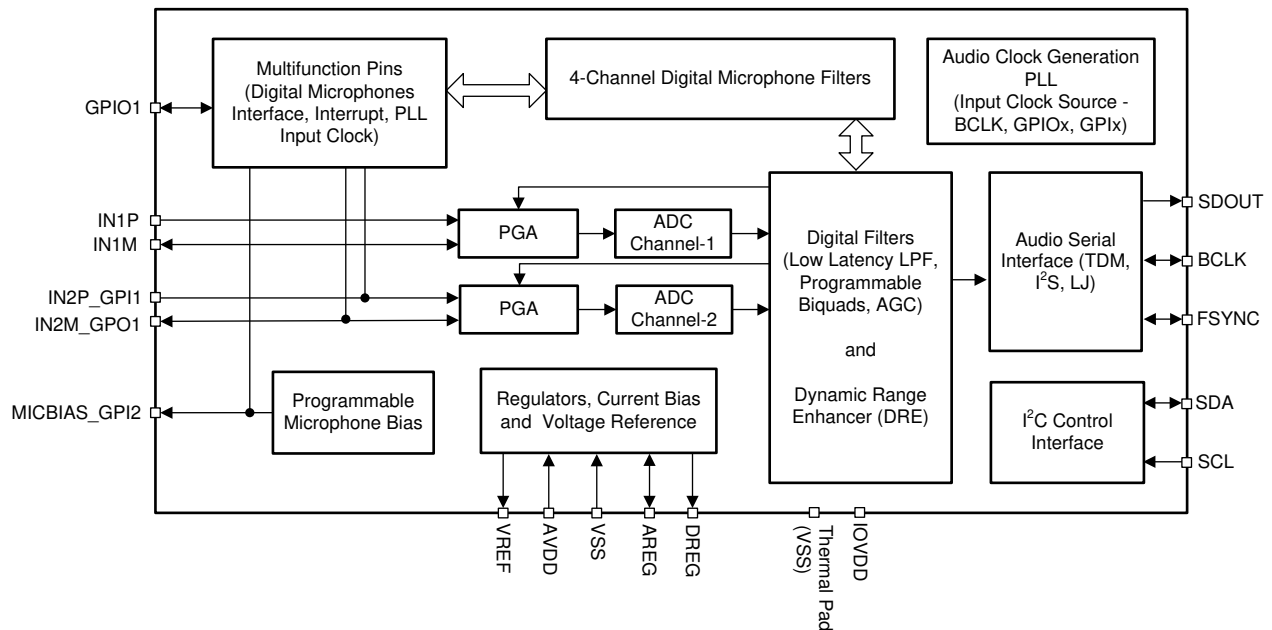 Multifunction Pins
(Digital Microphones
Interface, Interrupt, PLL
Input Clock)
4-Channel Digital Microphone Filters
Audio Clock Generation
PLL
(Input Clock Source -
BCLK, GPIOx, GPIx)
GPIO1
IN1P
IN1M
IN2P_GPI1
IN2M_GPO1
MICBIAS_GPI2
PGA
ADC
Channel-1
PGA
ADC
Channel-2
Digital Filters
(Low Latency LPF,
Programmable
Biquads, AGC)
and
Dynamic Range
Enhancer (DRE)
Audio Serial
Interface (TDM,
I²S, LJ)
SDOUT
BCLK
FSYNC
Programmable
Microphone Bias
Regulators, Current Bias
and Voltage Reference
I²C Control
Interface
SDA
SCL
VREF
AVDD
VSS
AREG
DREG
Thermal Pad
(VSS)
IOVDD